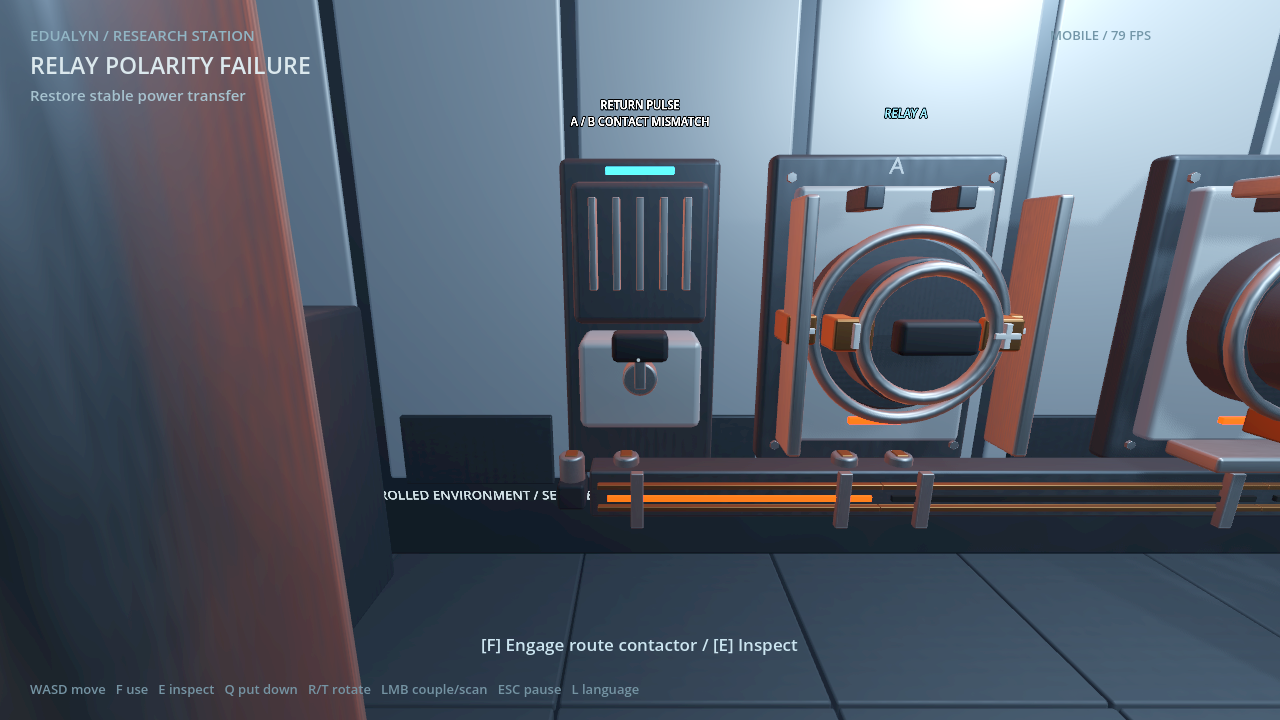 EDUALYN / RESEARCH STATION
MOBILE / 79 FPS
RELAY POLARITY FAILURE
Restore stable power transfer
RETURN PULSE
A / B CONTACT MISMATCH
RELAY A
A
ROLLED ENVIRONMENT / SE
[F] Engage route contactor / [E] Inspect
WASD move F use E inspect Q put down R/T rotate LMB couple/scan ESC pause L language